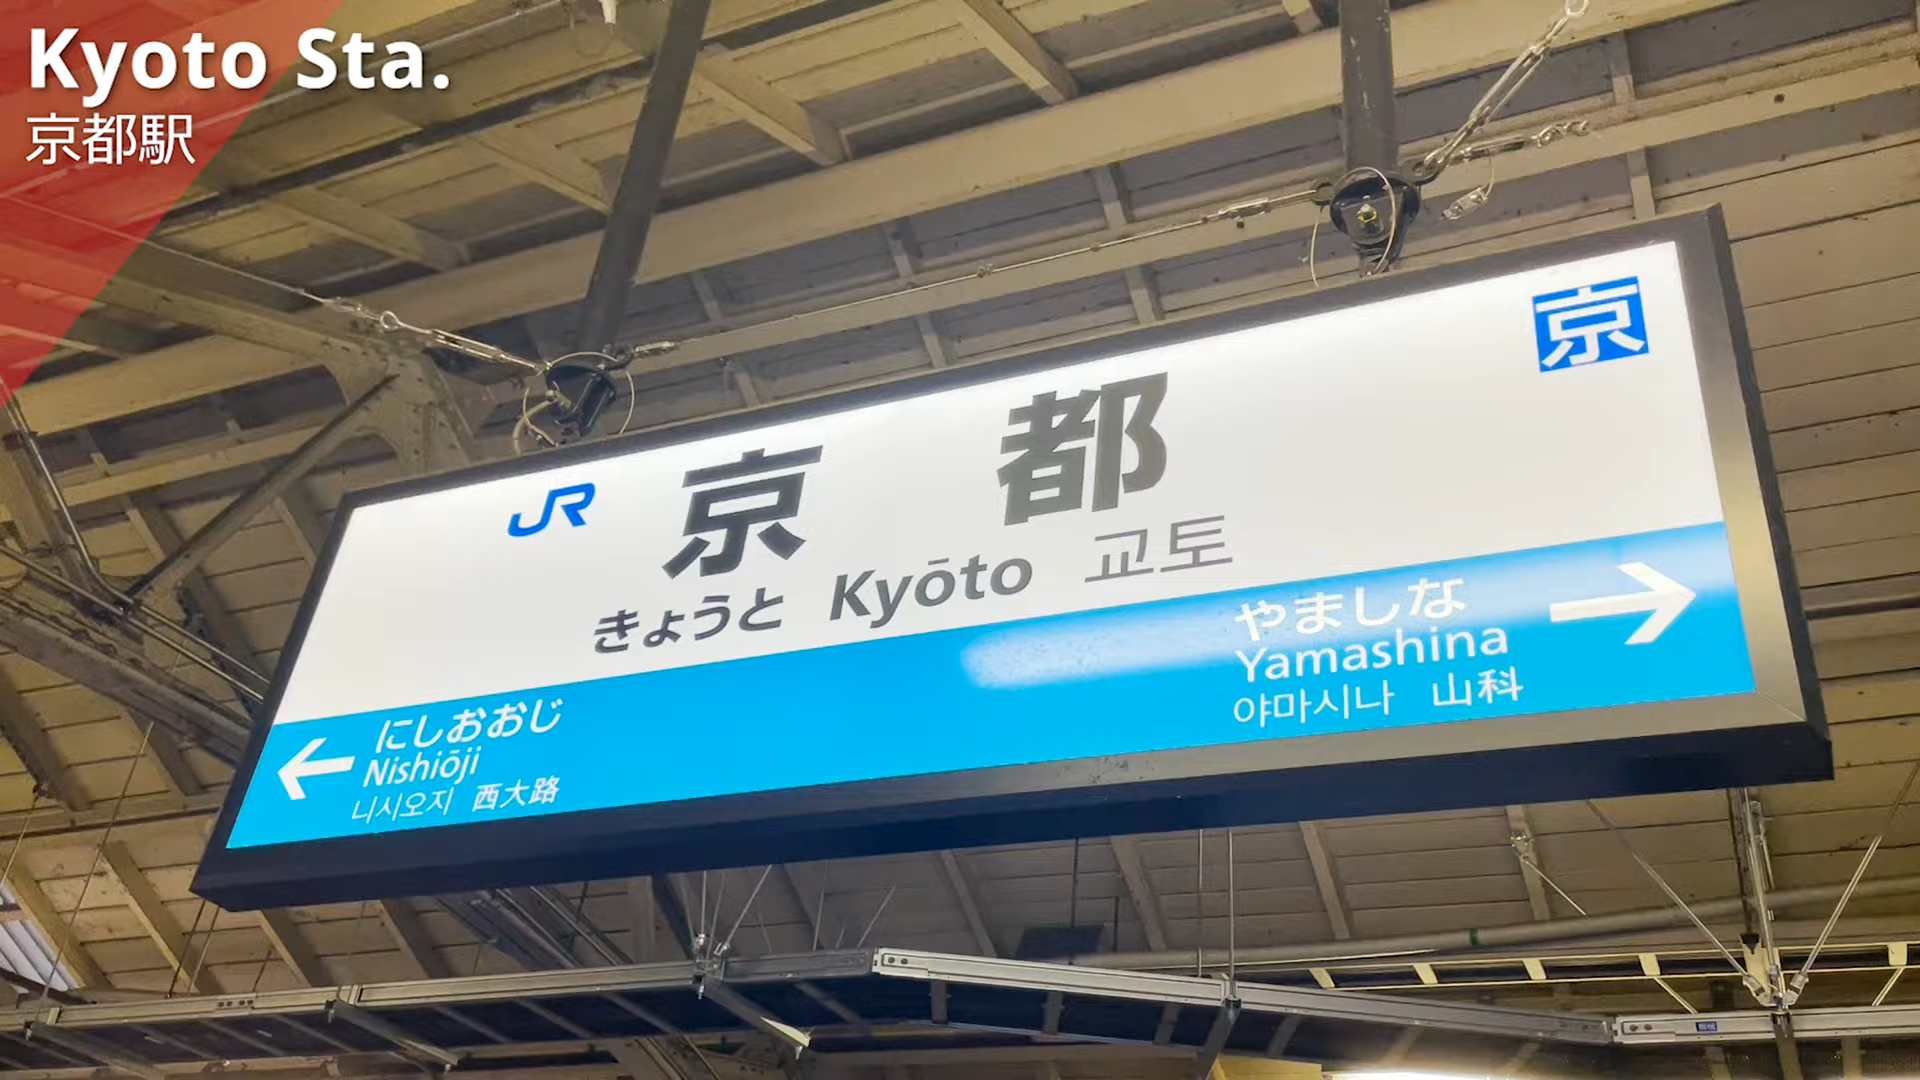 Kyoto Sta.
京都駅
京
JR
京都
きょうと Kyōto 교토
やましな
Yamashina
야마시나 山科
にしおおじ
Nishiōji
니시오지 西大路